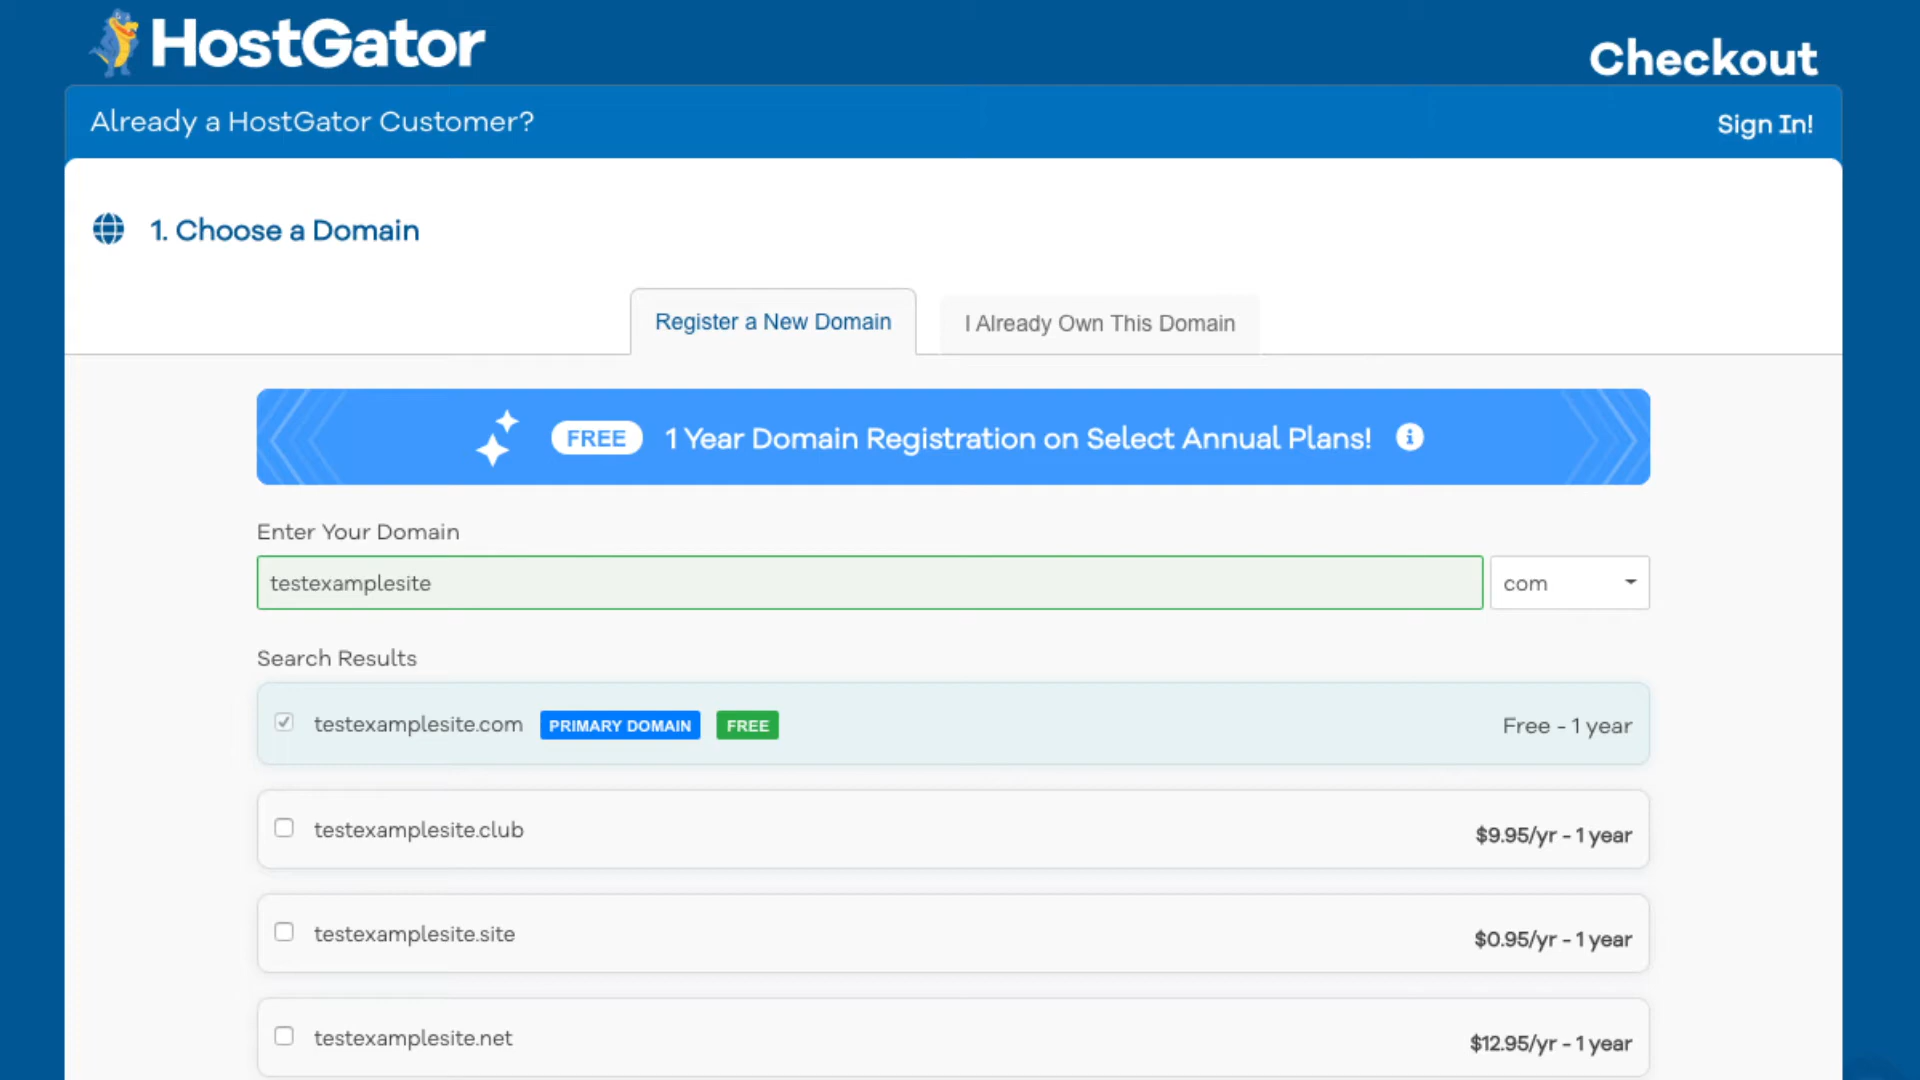 HostGator
Checkout
Already a HostGator Customer?
Sign In!
1. Choose a Domain
Register a New Domain
I Already Own This Domain
FREE 1 Year Domain Registration on Select Annual Plans!
Enter Your Domain
testexamplesite
com
Search Results
testexamplesite.com PRIMARY DOMAIN FREE Free - 1 year
testexamplesite.club $9.95/yr - 1 year
testexamplesite.site $0.95/yr - 1 year
testexamplesite.net $12.95/yr - 1 year